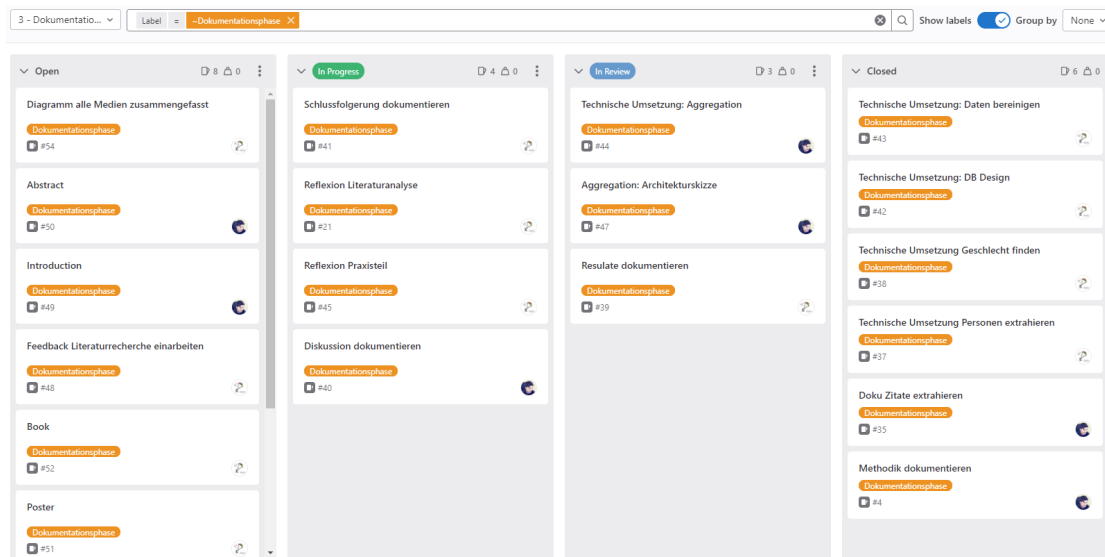 3 - Dokumentatio...
Label = ~Dokumentationsphase
Show labels
Group by None
Open 8 0
Diagramm alle Medien zusammengefasst
Dokumentationsphase
#54
Abstract
Dokumentationsphase
#50
Introduction
Dokumentationsphase
#49
Feedback Literaturrecherche einarbeiten
Dokumentationsphase
#48
Book
Dokumentationsphase
#52
Poster
Dokumentationsphase
#51
In Progress 4 0
Schlussfolgerung dokumentieren
Dokumentationsphase
#41
Reflexion Literaturanalyse
Dokumentationsphase
#21
Reflexion Praxisteil
Dokumentationsphase
#45
Diskussion dokumentieren
Dokumentationsphase
#40
In Review 3 0
Technische Umsetzung: Aggregation
Dokumentationsphase
#44
Aggregation: Architekturskizze
Dokumentationsphase
#47
Resulate dokumentieren
Dokumentationsphase
#39
Closed 6 0
Technische Umsetzung: Daten bereinigen
Dokumentationsphase
#43
Technische Umsetzung: DB Design
Dokumentationsphase
#42
Technische Umsetzung Geschlecht finden
Dokumentationsphase
#38
Technische Umsetzung Personen extrahieren
Dokumentationsphase
#37
Doku Zitate extrahieren
Dokumentationsphase
#35
Methodik dokumentieren
Dokumentationsphase
#4